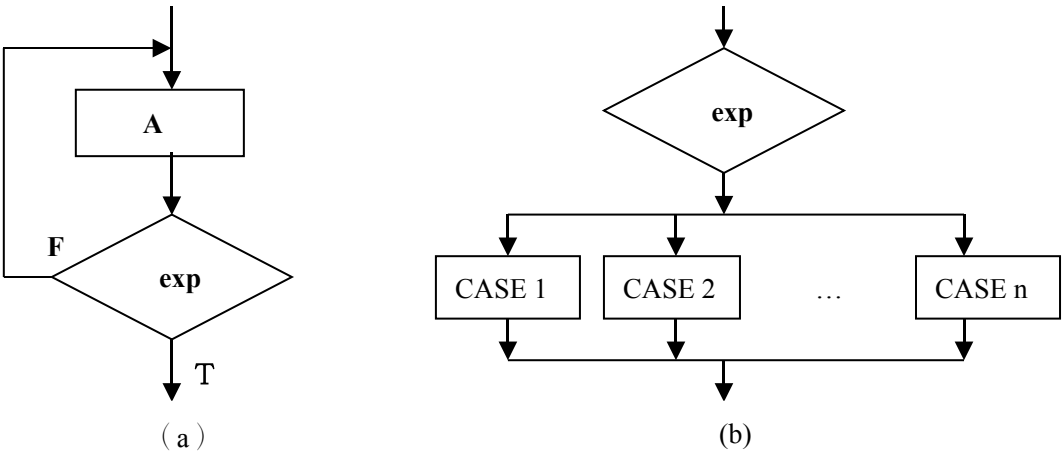 A
F
exp
T
（a）
exp
CASE 1
CASE 2
…
CASE n
(b)